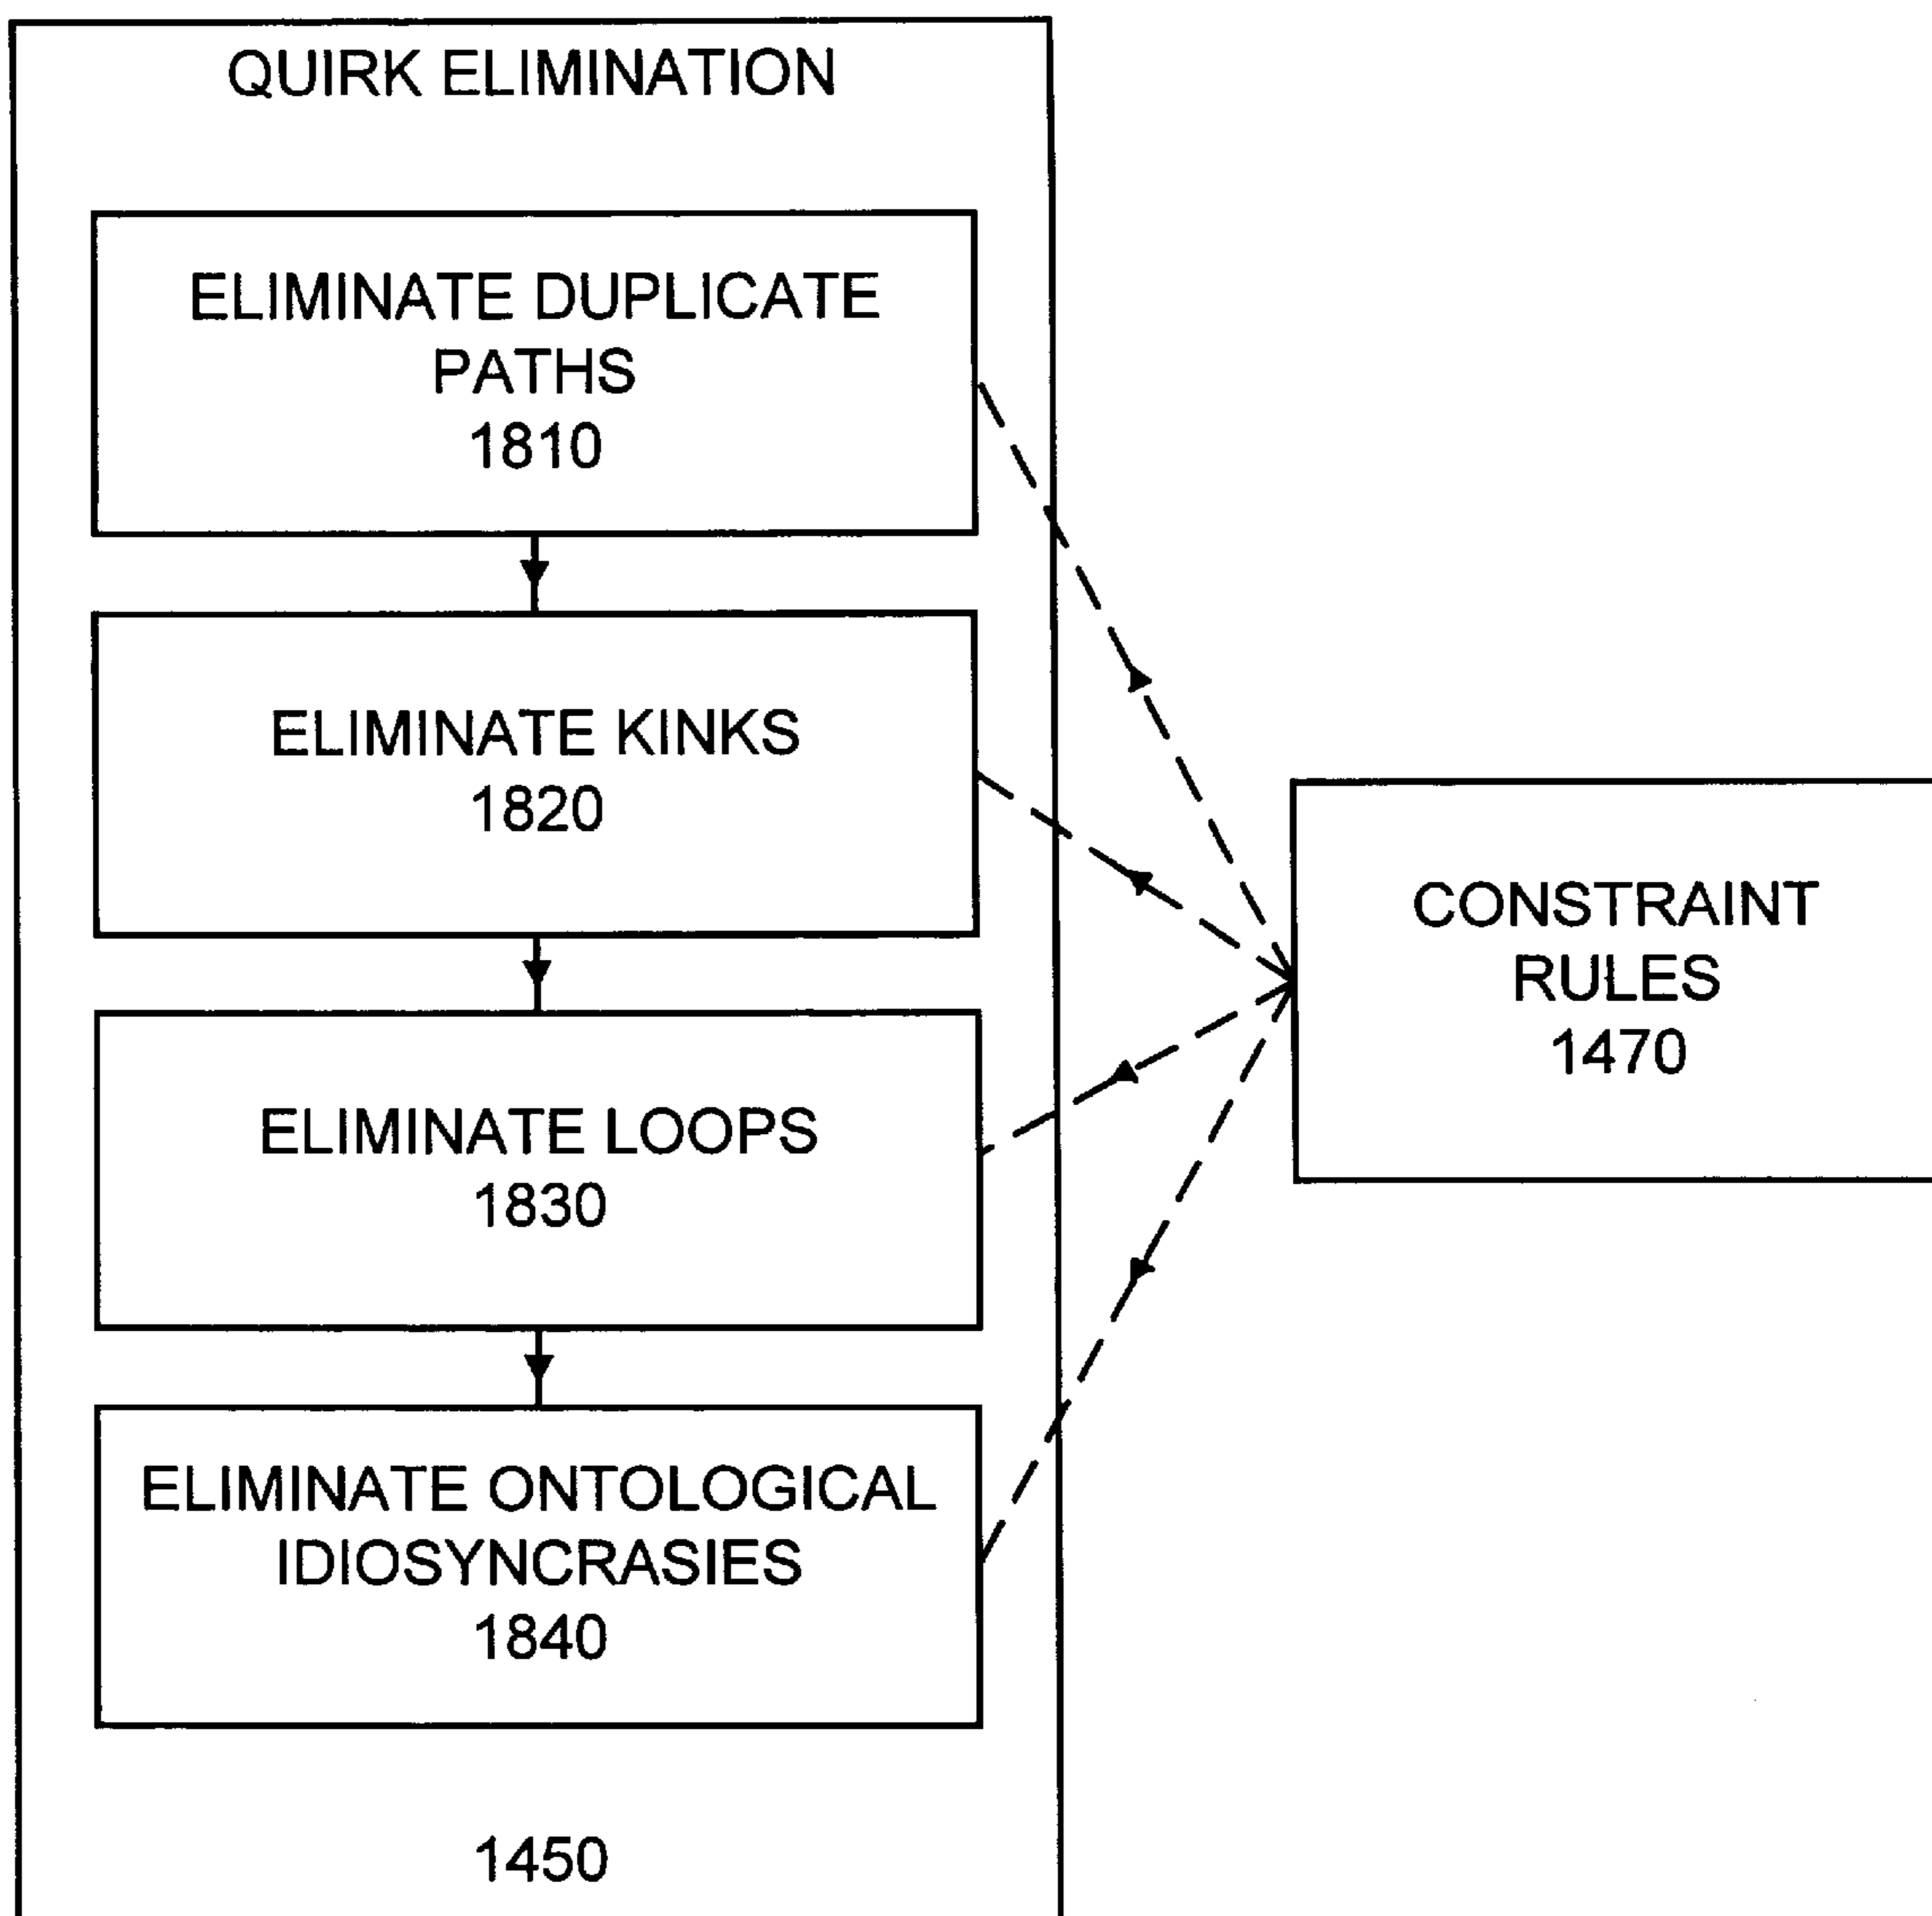 QUIRK ELIMINATION
ELIMINATE DUPLICATE
PATHS
1810
ELIMINATE KINKS
1820
ELIMINATE LOOPS
1830
ELIMINATE ONTOLOGICAL
IDIOSYNCRASIES
1840
1450
CONSTRAINT
RULES
1470